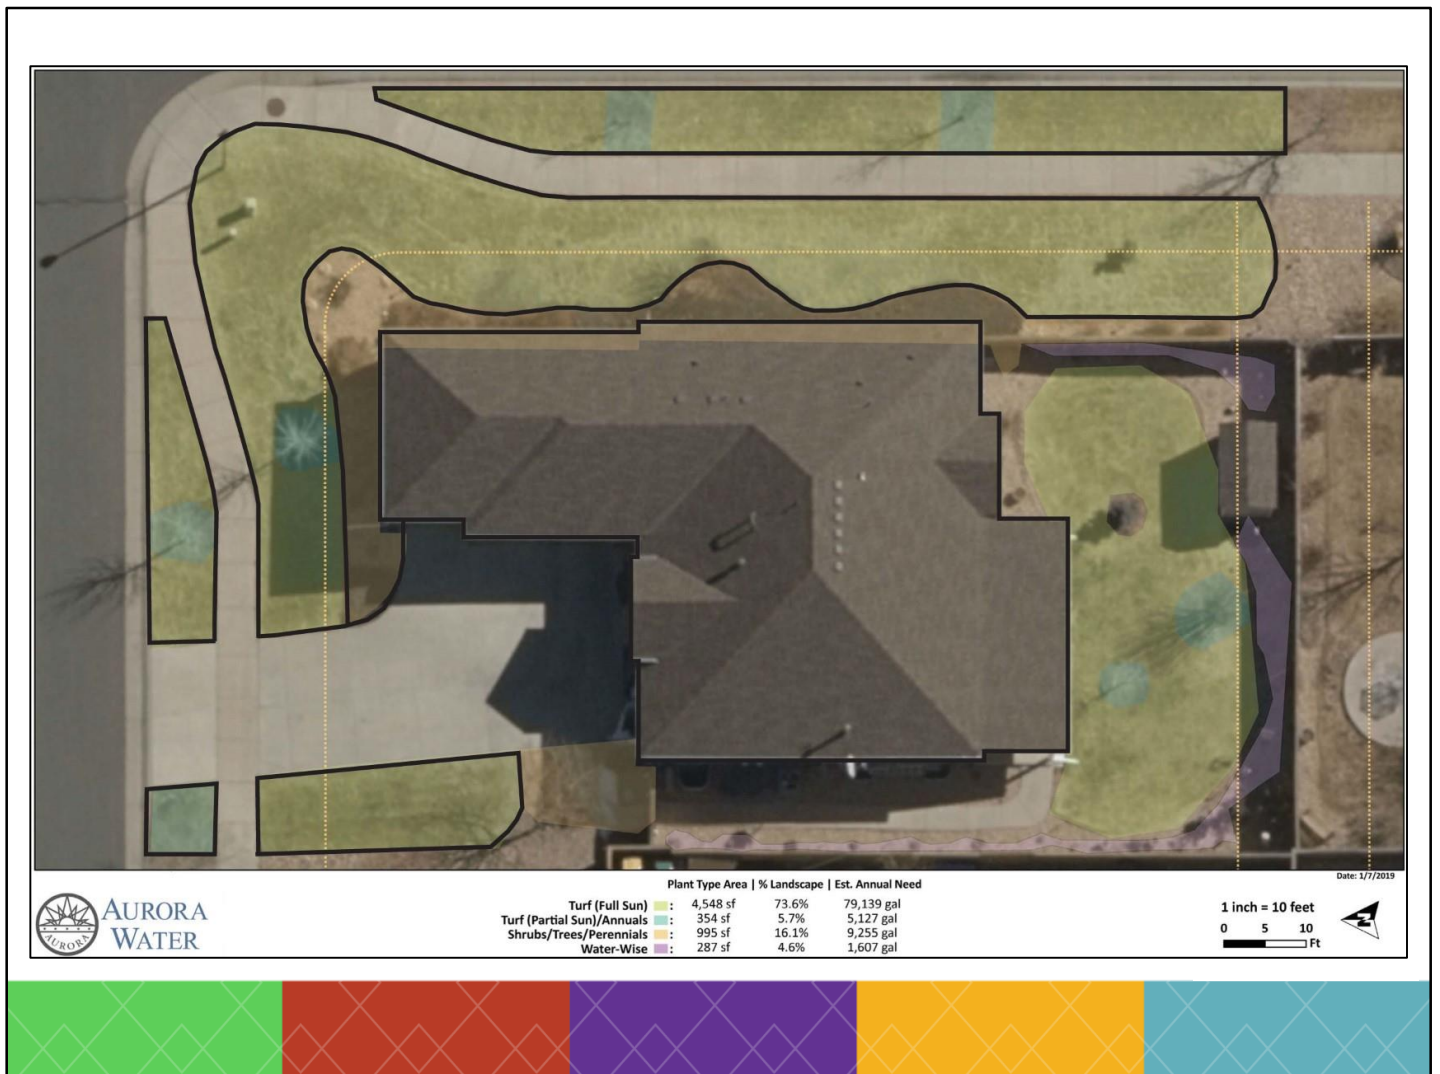 Date: 1/7/2019
Plant Type Area | % Landscape | Est. Annual Need
Turf (Full Sun) : 4,548 sf 73.6% 79,139 gal
Turf (Partial Sun)/Annuals : 354 sf 5.7% 5,127 gal
Shrubs/Trees/Perennials : 995 sf 16.1% 9,255 gal
Water-Wise : 287 sf 4.6% 1,607 gal
AURORA
WATER
AURORA
1 inch = 10 feet
0 5 10
Ft
N